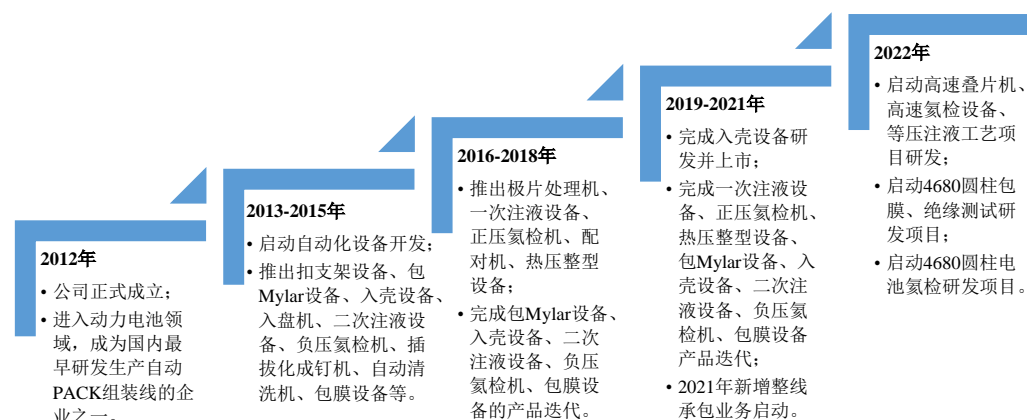 2012年
• 公司正式成立；
• 进入动力电池领
域，成为国内最
早研发生产自动
PACK组装线的企
业之一。
2013-2015年
• 启动自动化设备开发；
• 推出扣支架设备、包
Mylar设备、入壳设备、
入盘机、二次注液设
备、负压氦检机、插
拔化成钉机、自动清
洗机、包膜设备等。
2016-2018年
• 推出极片处理机、
一次注液设备、
正压氦检机、配
对机、热压整型
设备；
• 完成包Mylar设备、
入壳设备、二次
注液设备、负压
氦检机、包膜设
备的产品迭代。
2019-2021年
• 完成入壳设备研
发并上市；
• 完成一次注液设
备、正压氦检机、
热压整型设备、
包Mylar设备、入
壳设备、二次注
液设备、负压氦
检机、包膜设备
产品迭代；
• 2021年新增整线
承包业务启动。
2022年
• 启动高速叠片机、
高速氦检设备、
等压注液工艺项
目研发；
• 启动4680圆柱包
膜、绝缘测试研
发项目；
• 启动4680圆柱电
池氦检研发项目。